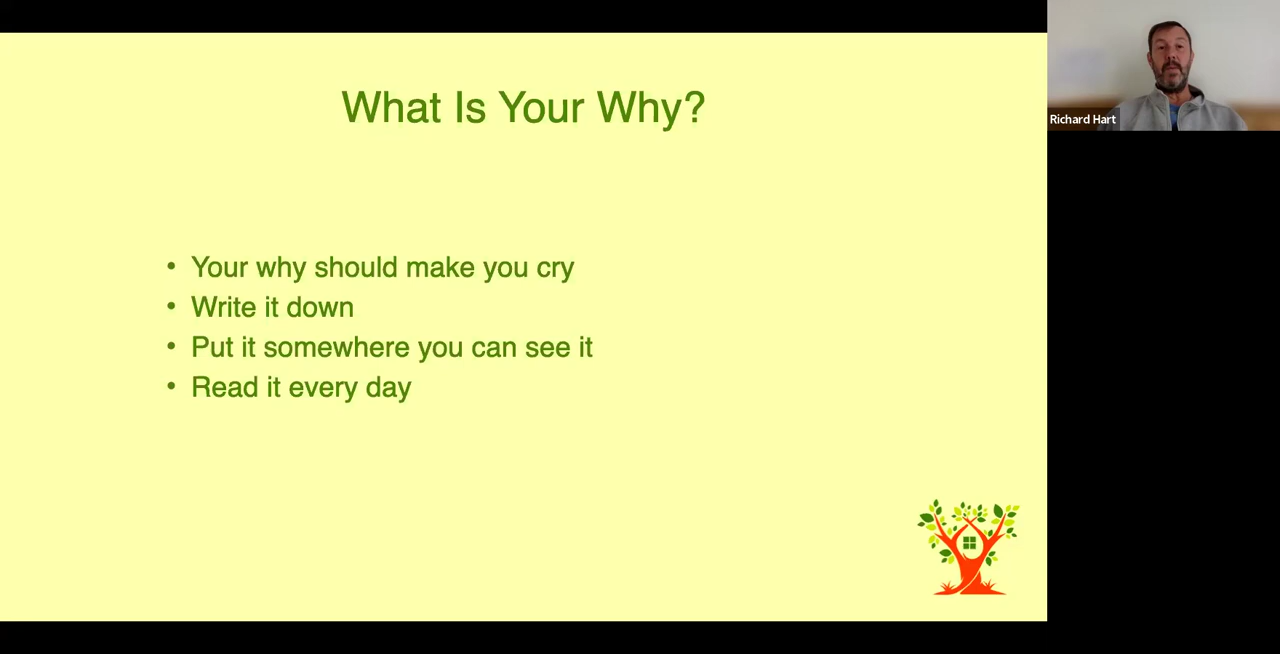 What Is Your Why?
• Your why should make you cry
• Write it down
• Put it somewhere you can see it
• Read it every day
Richard Hart